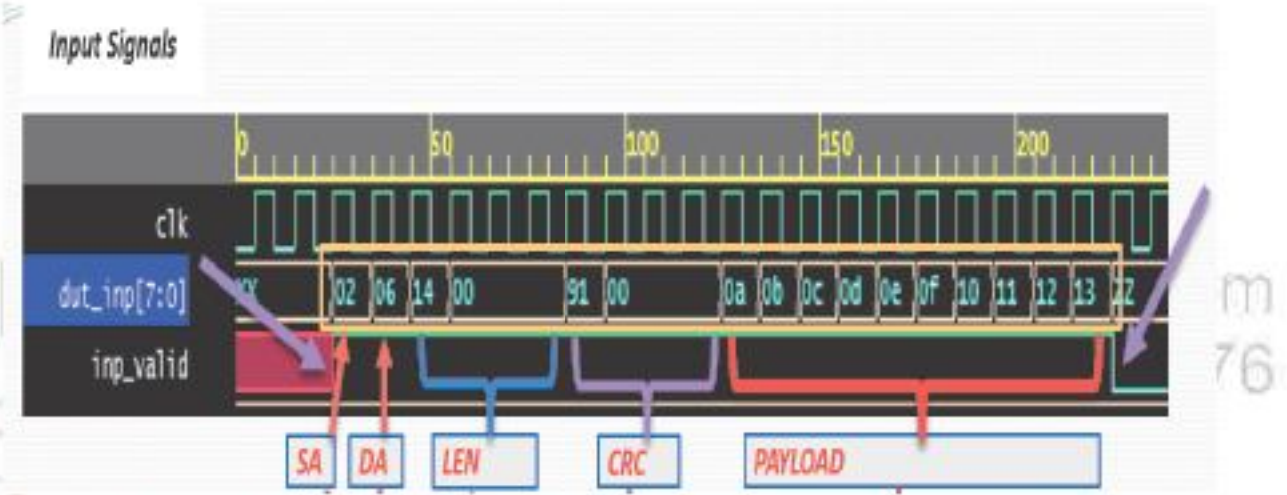 Input Signals
0 50 100 150 200
clk
dut_inp[7:0] XX 02 06 14 00 91 00 0a 0b 0c 0d 0e 0f 10 11 12 13 ZZ
inp_valid
m
76
SA DA LEN CRC PAYLOAD